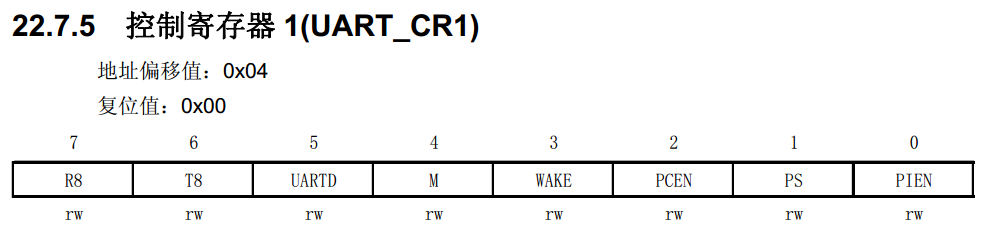 22.7.5 控制寄存器 1(UART_CR1)
地址偏移值：0x04
复位值：0x00
7 6 5 4 3 2 1 0
R8 T8 UARTD M WAKE PCEN PS PIEN
rw rw rw rw rw rw rw rw